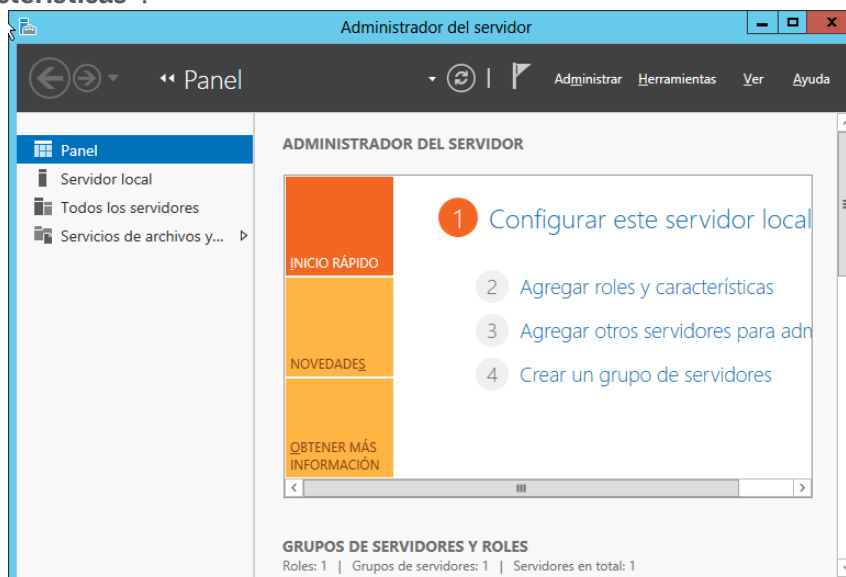 cterísticas".
Administrador del servidor
Panel
Administrar Herramientas Ver Ayuda
Panel
Servidor local
Todos los servidores
Servicios de archivos y...
ADMINISTRADOR DEL SERVIDOR
INICIO RÁPIDO
NOVEDADES
OBTENER MÁS
INFORMACIÓN
1 Configurar este servidor local
2 Agregar roles y características
3 Agregar otros servidores para adn
4 Crear un grupo de servidores
GRUPOS DE SERVIDORES Y ROLES
Roles: 1 | Grupos de servidores: 1 | Servidores en total: 1